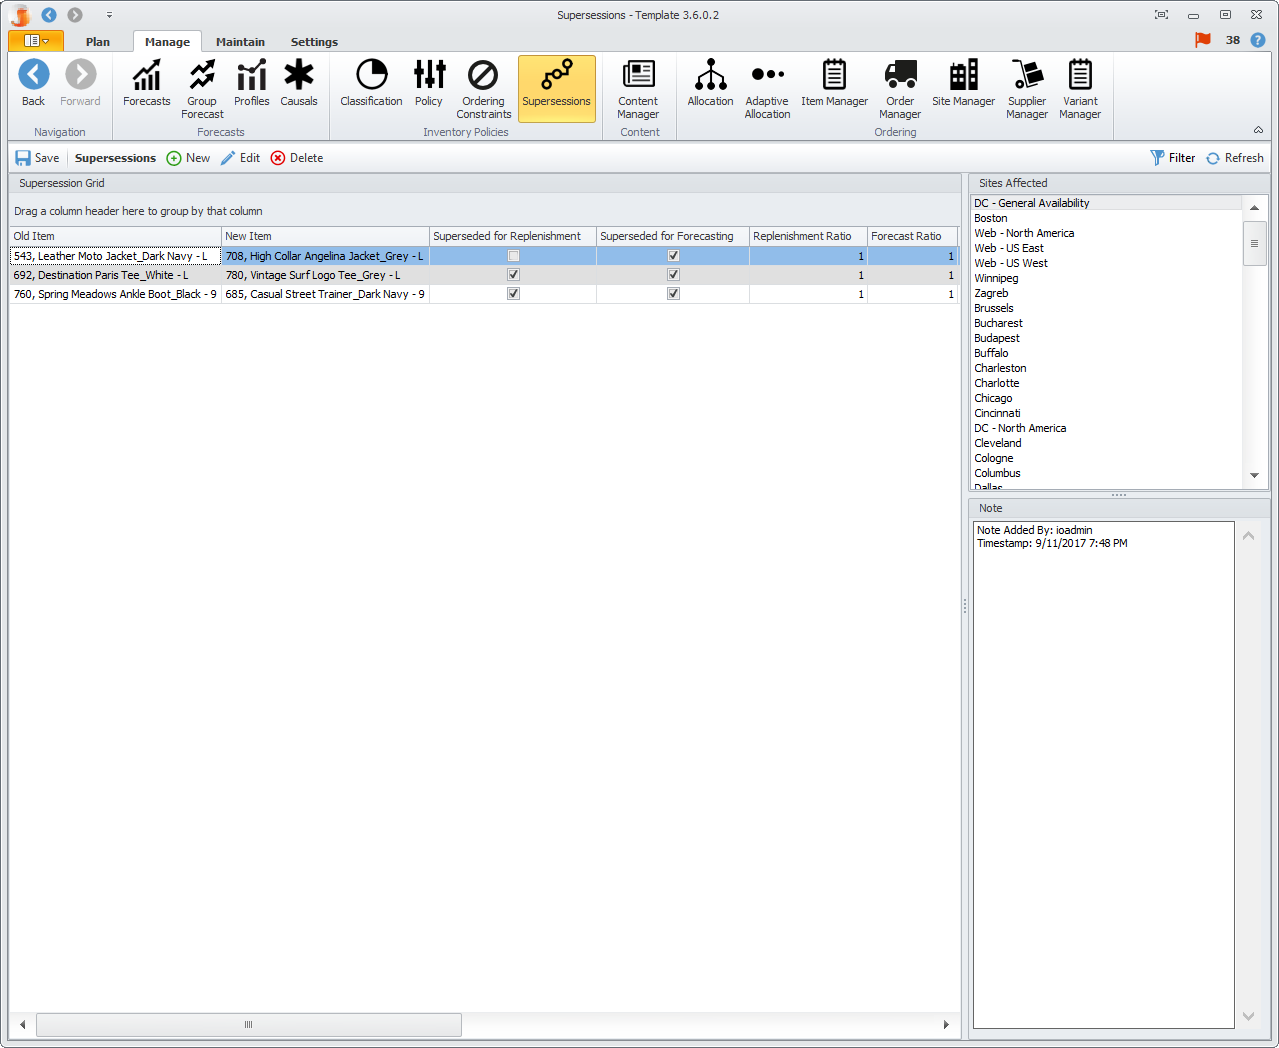 Supersessions - Template 3.6.0.2
Plan Manage Maintain Settings 38
Back Forward Forecasts Group Forecast Profiles Causals Classification Policy Ordering Constraints Supersessions Content Manager Allocation Adaptive Allocation Item Manager Order Manager Site Manager Supplier Manager Variant Manager
Navigation Forecasts Inventory Policies Content Ordering
Save Supersessions New Edit Delete Filter Refresh
Supersession Grid
Drag a column header here to group by that column
Old Item New Item Superseded for Replenishment Superseded for Forecasting Replenishment Ratio Forecast Ratio
543, Leather Moto Jacket_Dark Navy - L 708, High Collar Angelina Jacket_Grey - L 1 1
692, Destination Paris Tee_White - L 780, Vintage Surf Logo Tee_Grey - L 1 1
760, Spring Meadows Ankle Boot_Black - 9 685, Casual Street Trainer_Dark Navy - 9 1 1
Sites Affected
DC - General Availability
Boston
Web - North America
Web - US East
Web - US West
Winnipeg
Zagreb
Brussels
Bucharest
Budapest
Buffalo
Charleston
Charlotte
Chicago
Cincinnati
DC - North America
Cleveland
Cologne
Columbus
Dallas
Note
Note Added By: ioadmin
Timestamp: 9/11/2017 7:48 PM